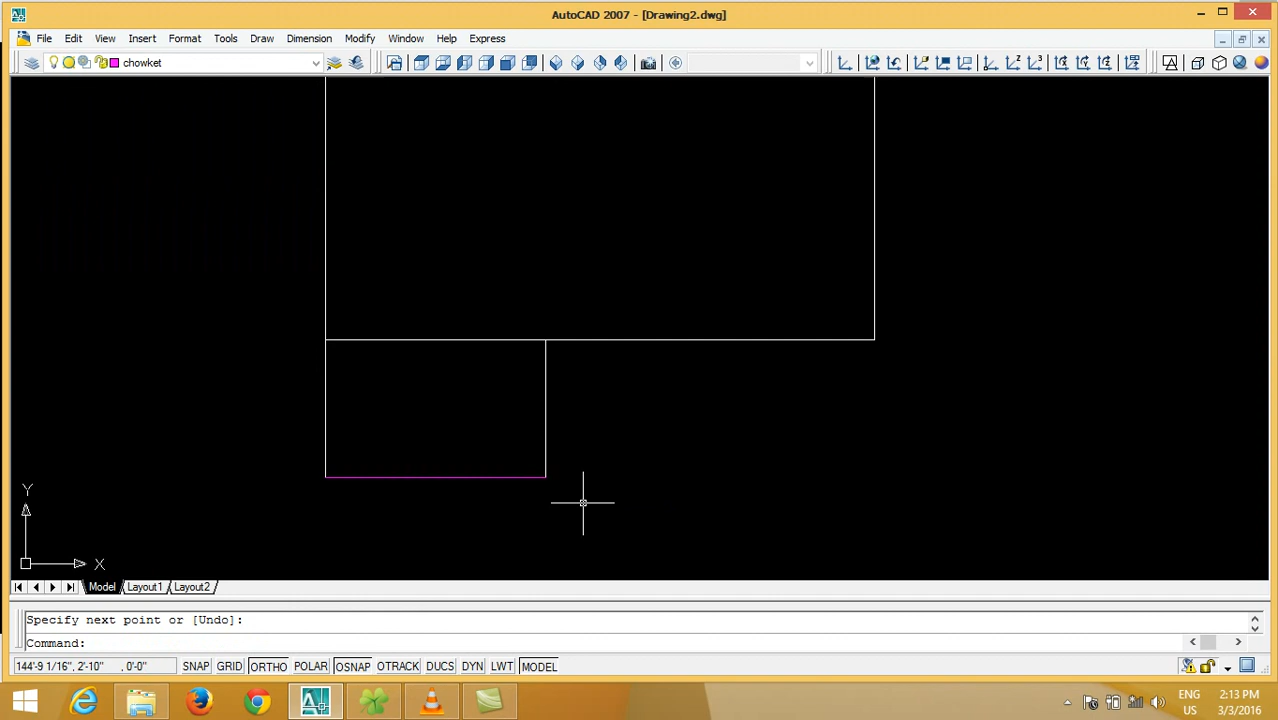 AutoCAD 2007 - [Drawing2.dwg]
File Edit View Insert Format Tools Draw Dimension Modify Window Help Express
chowket
Y
X
Model Layout1 Layout2
Specify next point or [Undo]:
Command:
144'-9 1/16", 2'-10" , 0'-0" SNAP GRID ORTHO POLAR OSNAP OTRACK DUCS DYN LWT MODEL
ENG 2:13 PM
US 3/3/2016